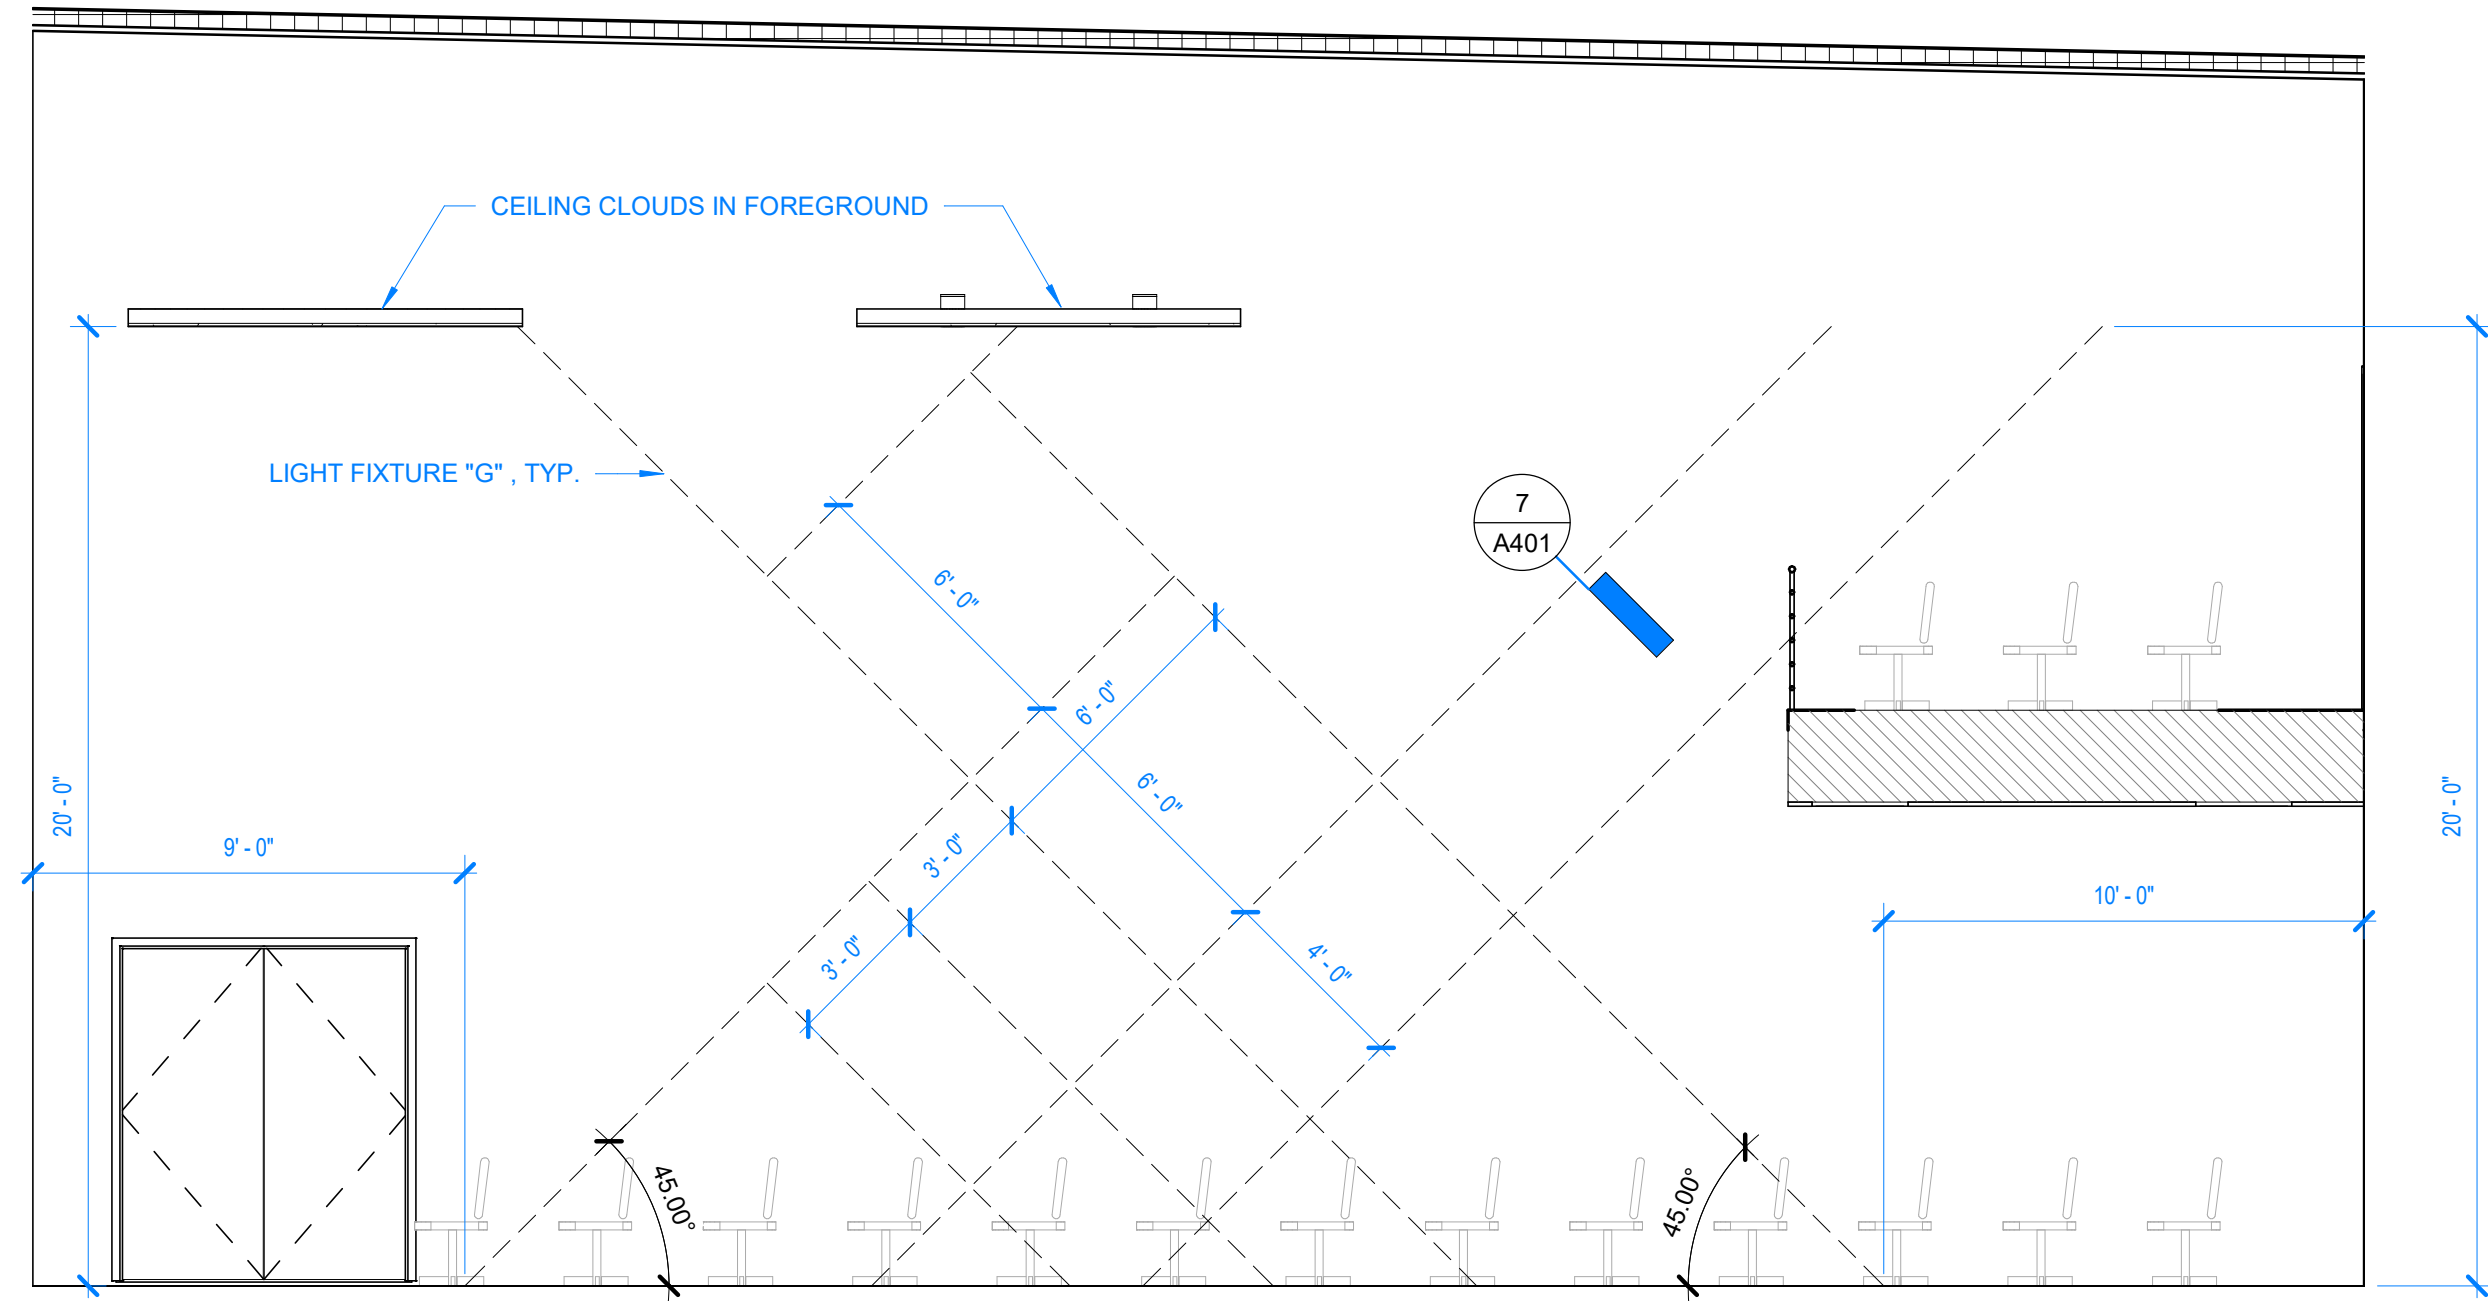 CEILING CLOUDS IN FOREGROUND
LIGHT FIXTURE "G" , TYP.
7
A401
6' - 0"
6' - 0"
6' - 0"
3' - 0"
3' - 0"
4' - 0"
20' - 0"
9' - 0"
20' - 0"
10' - 0"
45.00°
45.00°